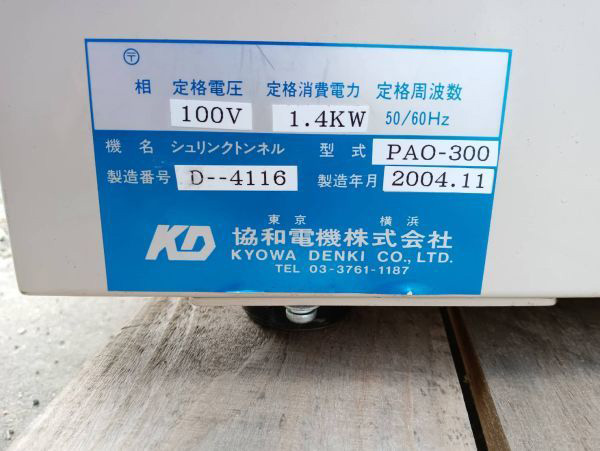 〒
相 定格電圧 定格消費電力 定格周波数
100V 1.4KW 50/60Hz
機名 シュリンクトンネル 型式 PAO-300
製造番号 D--4116 製造年月 2004.11
東京 横浜
KD 協和電機株式会社
KYOWA DENKI CO., LTD.
TEL 03-3761-1187